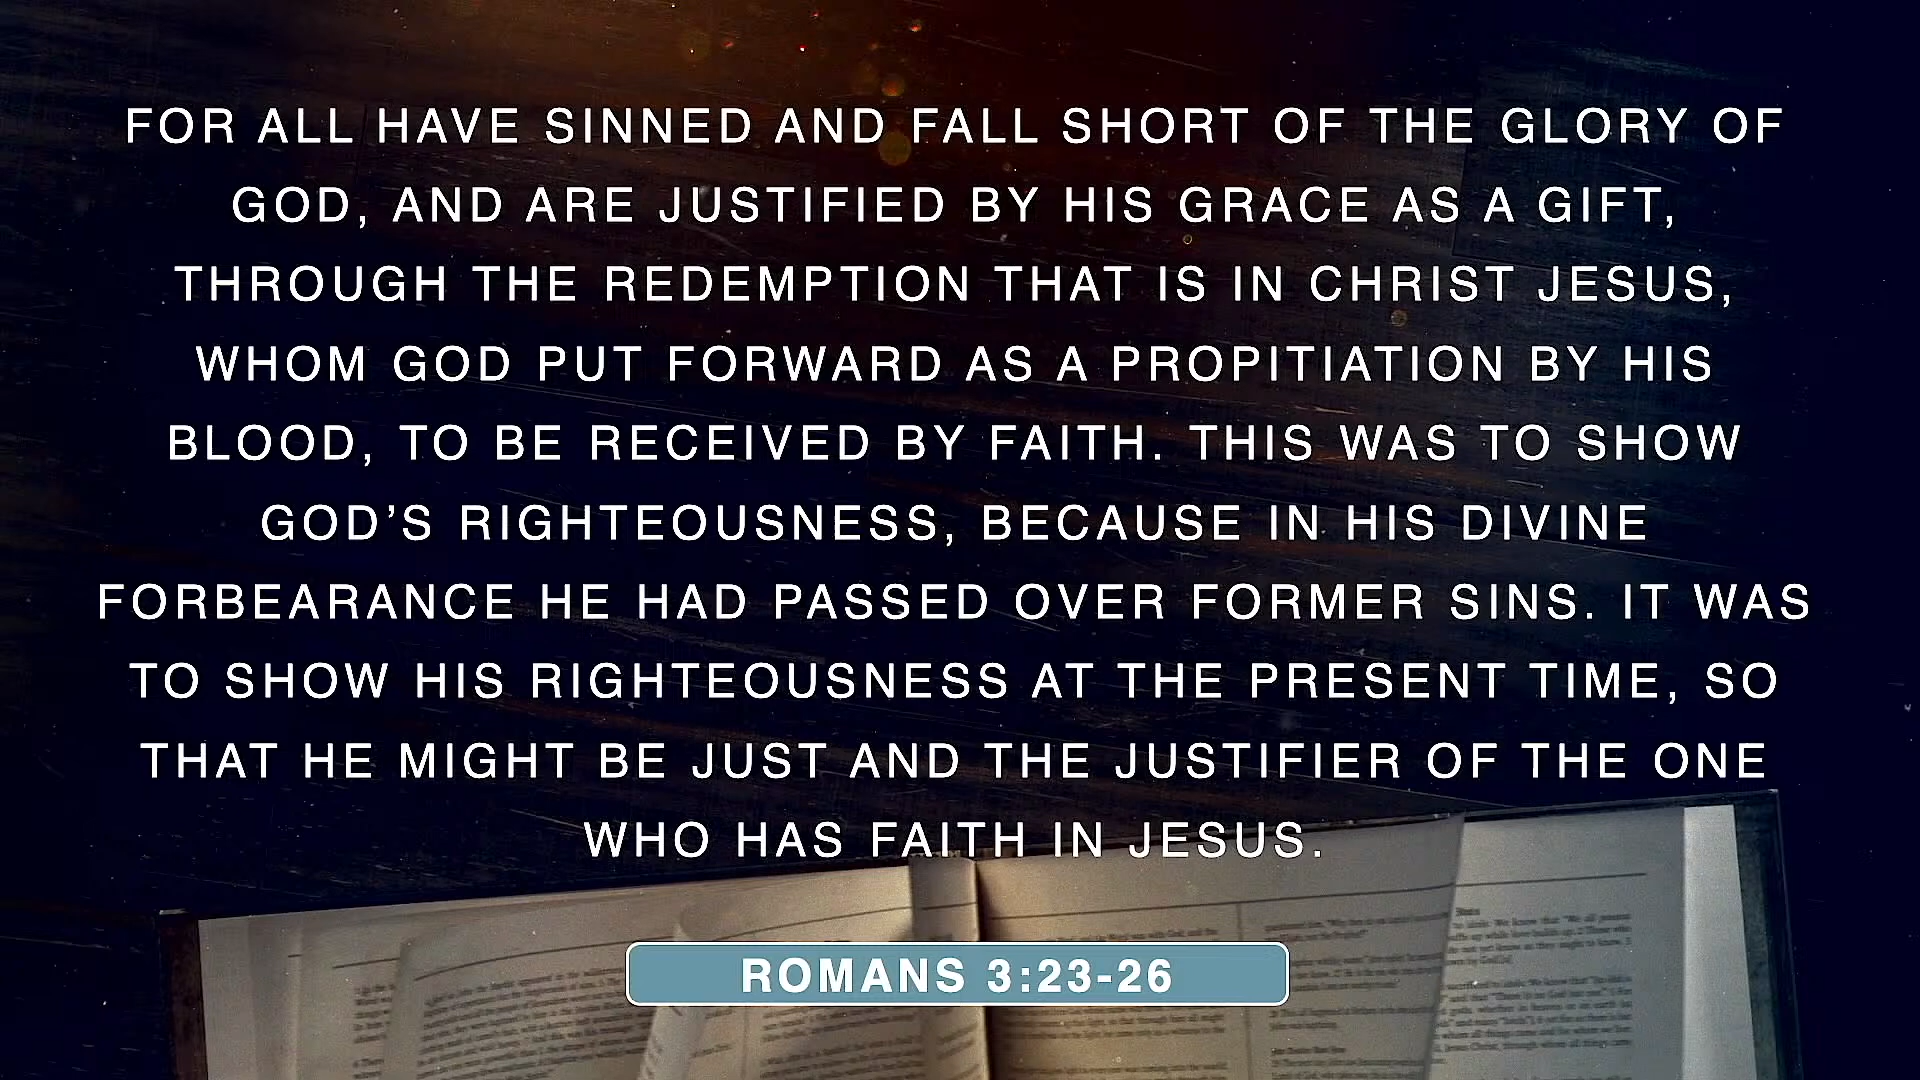 FOR ALL HAVE SINNED AND FALL SHORT OF THE GLORY OF
GOD, AND ARE JUSTIFIED BY HIS GRACE AS A GIFT,
THROUGH THE REDEMPTION THAT IS IN CHRIST JESUS,
WHOM GOD PUT FORWARD AS A PROPITIATION BY HIS
BLOOD, TO BE RECEIVED BY FAITH. THIS WAS TO SHOW
GOD’S RIGHTEOUSNESS, BECAUSE IN HIS DIVINE
FORBEARANCE HE HAD PASSED OVER FORMER SINS. IT WAS
TO SHOW HIS RIGHTEOUSNESS AT THE PRESENT TIME, SO
THAT HE MIGHT BE JUST AND THE JUSTIFIER OF THE ONE
WHO HAS FAITH IN JESUS.
ROMANS 3:23-26